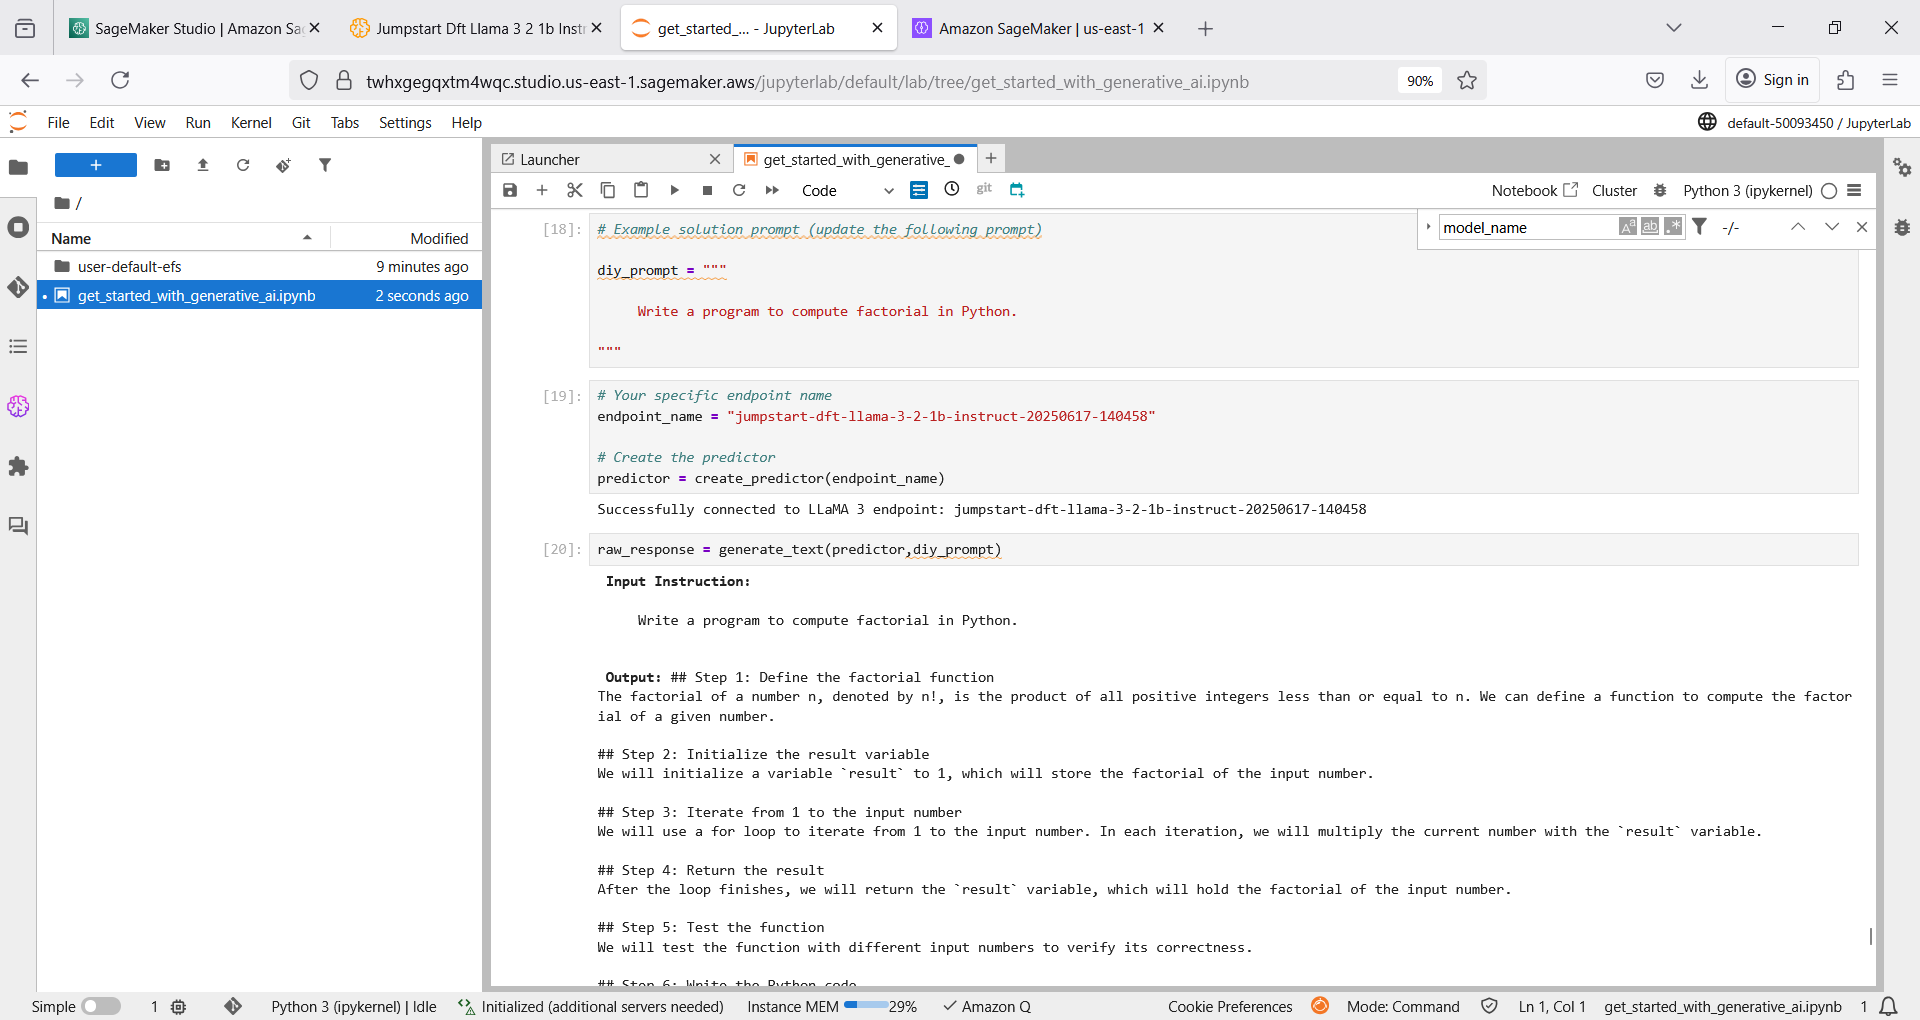 SageMaker Studio | Amazon Sa
Jumpstart Dft Llama 3 2 1b Instr
get_started_... - JupyterLab
Amazon SageMaker | us-east-1
twhxgegqxtm4wqc.studio.us-east-1.sagemaker.aws/jupyterlab/default/lab/tree/get_started_with_generative_ai.ipynb
90%
Sign in
File Edit View Run Kernel Git Tabs Settings Help
default-50093450 / JupyterLab
/
Name Modified
user-default-efs 9 minutes ago
get_started_with_generative_ai.ipynb 2 seconds ago
Launcher
get_started_with_generative_
Code
git
Notebook Cluster Python 3 (ipykernel)
model_name
Aa ab .* -/-
[18]: # Example solution prompt (update the following prompt)
diy_prompt = """
Write a program to compute factorial in Python.
"""
[19]: # Your specific endpoint name
endpoint_name = "jumpstart-dft-llama-3-2-1b-instruct-20250617-140458"
# Create the predictor
predictor = create_predictor(endpoint_name)
Successfully connected to LLaMA 3 endpoint: jumpstart-dft-llama-3-2-1b-instruct-20250617-140458
[20]: raw_response = generate_text(predictor,diy_prompt)
Input Instruction:
Write a program to compute factorial in Python.
Output: ## Step 1: Define the factorial function
The factorial of a number n, denoted by n!, is the product of all positive integers less than or equal to n. We can define a function to compute the factor
ial of a given number.
## Step 2: Initialize the result variable
We will initialize a variable `result` to 1, which will store the factorial of the input number.
## Step 3: Iterate from 1 to the input number
We will use a for loop to iterate from 1 to the input number. In each iteration, we will multiply the current number with the `result` variable.
## Step 4: Return the result
After the loop finishes, we will return the `result` variable, which will hold the factorial of the input number.
## Step 5: Test the function
We will test the function with different input numbers to verify its correctness.
## Step 6: Write the Python code
Simple 1 Python 3 (ipykernel) | Idle Initialized (additional servers needed) Instance MEM 29% Amazon Q Cookie Preferences Mode: Command Ln 1, Col 1 get_started_with_generative_ai.ipynb 1